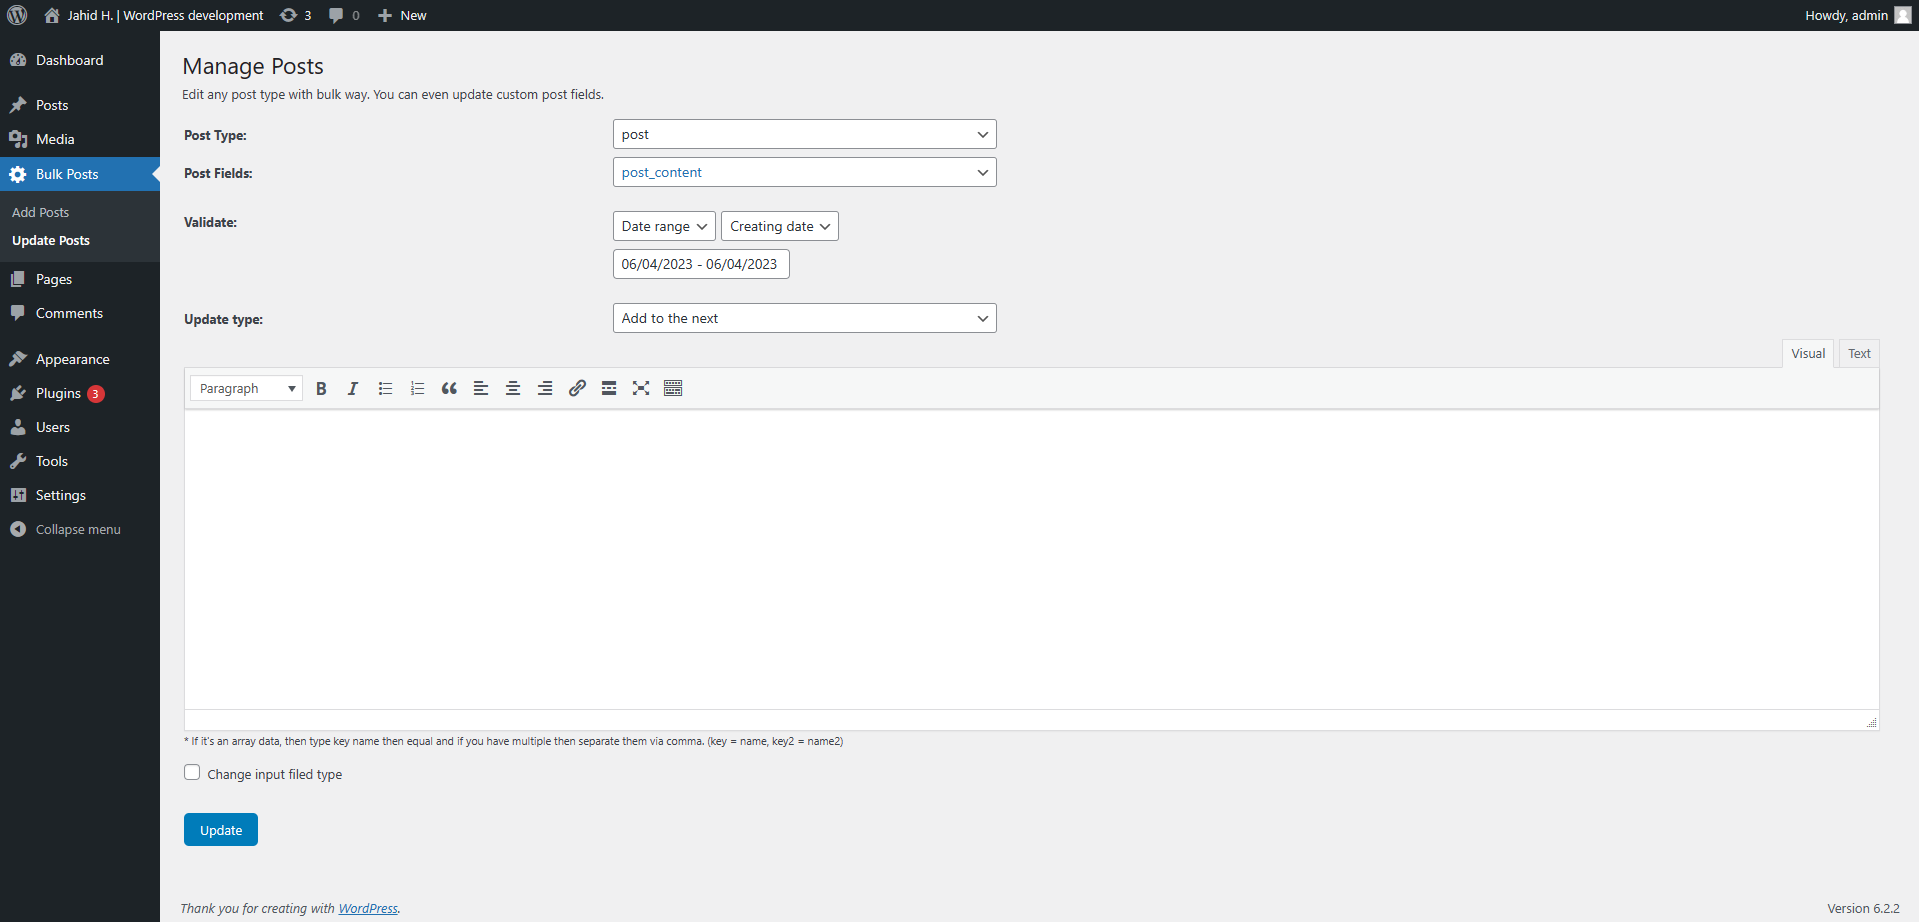 Jahid H. | WordPress development 3 0 New Howdy, admin
Dashboard
Posts
Media
Bulk Posts
Add Posts
Update Posts
Pages
Comments
Appearance
Plugins 3
Users
Tools
Settings
Collapse menu
Manage Posts
Edit any post type with bulk way. You can even update custom post fields.
Post Type: post
Post Fields: post_content
Validate: Date range Creating date
06/04/2023 - 06/04/2023
Update type: Add to the next
Visual Text
Paragraph B I
* If it's an array data, then type key name then equal and if you have multiple then separate them via comma. (key = name, key2 = name2)
Change input filed type
Update
Thank you for creating with WordPress. Version 6.2.2